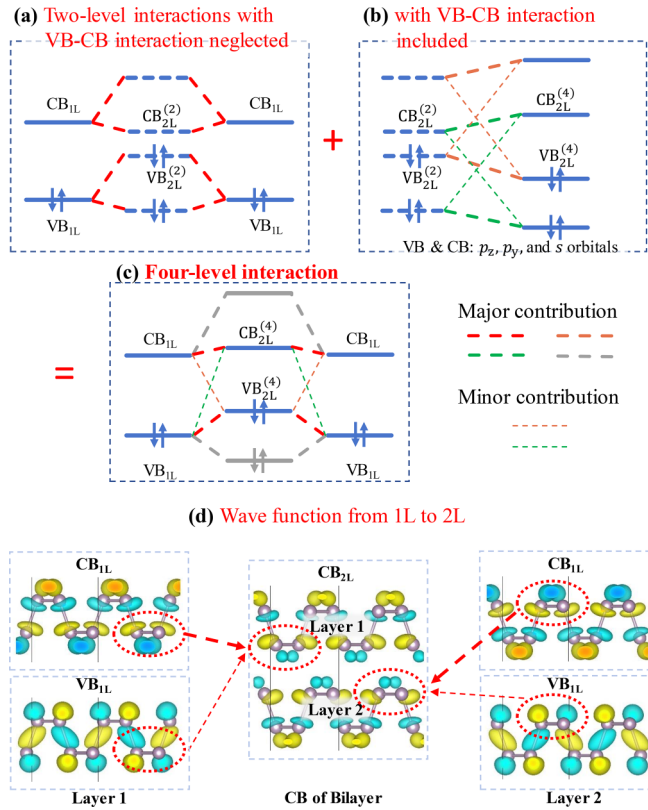 (a) Two-level interactions with
VB-CB interaction neglected
CB1L
CB2L(2)
CB1L
VB2L(2)
VB1L
VB1L
+
(b) with VB-CB interaction
included
CB2L(2)
CB2L(4)
VB2L(2)
VB2L(4)
VB & CB: pz, py, and s orbitals
(c) Four-level interaction
=
CB1L
CB2L(4)
CB1L
VB2L(4)
VB1L
VB1L
Major contribution
Minor contribution
(d) Wave function from 1L to 2L
CB1L
VB1L
Layer 1
CB2L
Layer 1
Layer 2
CB of Bilayer
CB1L
VB1L
Layer 2